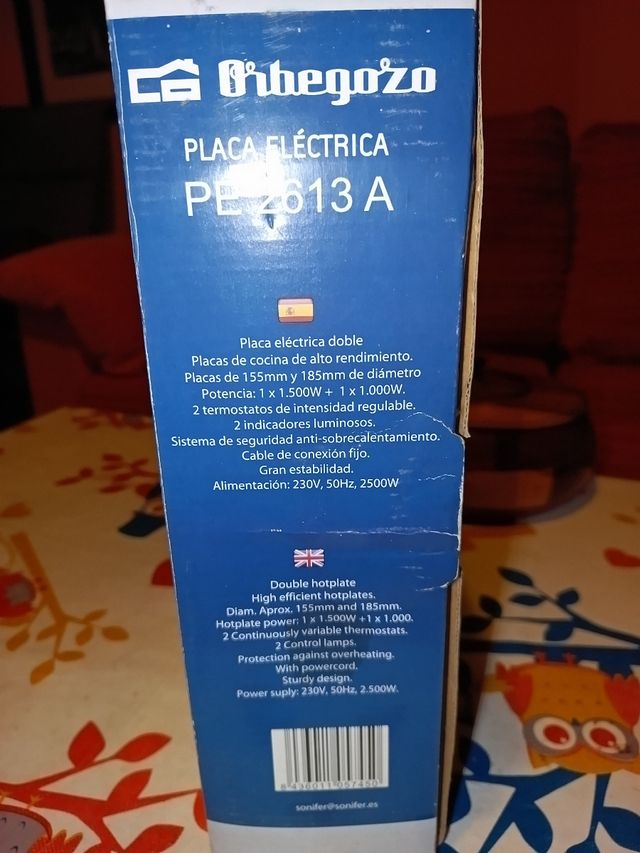 Orbegozo
PLACA ELÉCTRICA
PE 2613 A
Placa eléctrica doble
Placas de cocina de alto rendimiento.
Placas de 155mm y 185mm de diámetro
Potencia: 1 x 1.500W + 1 x 1.000W.
2 termostatos de intensidad regulable.
2 indicadores luminosos.
Sistema de seguridad anti-sobrecalentamiento.
Cable de conexión fijo.
Gran estabilidad.
Alimentación: 230V, 50Hz, 2500W
Double hotplate
High efficient hotplates.
Diam. Aprox. 155mm and 185mm.
Hotplate power: 1 x 1.500W +1 x 1.000.
2 Continuously variable thermostats.
2 Control lamps.
Protection against overheating.
With powercord.
Sturdy design.
Power suply: 230V, 50Hz, 2.500W.
8 436011 057450
sonifer@sonifer.es